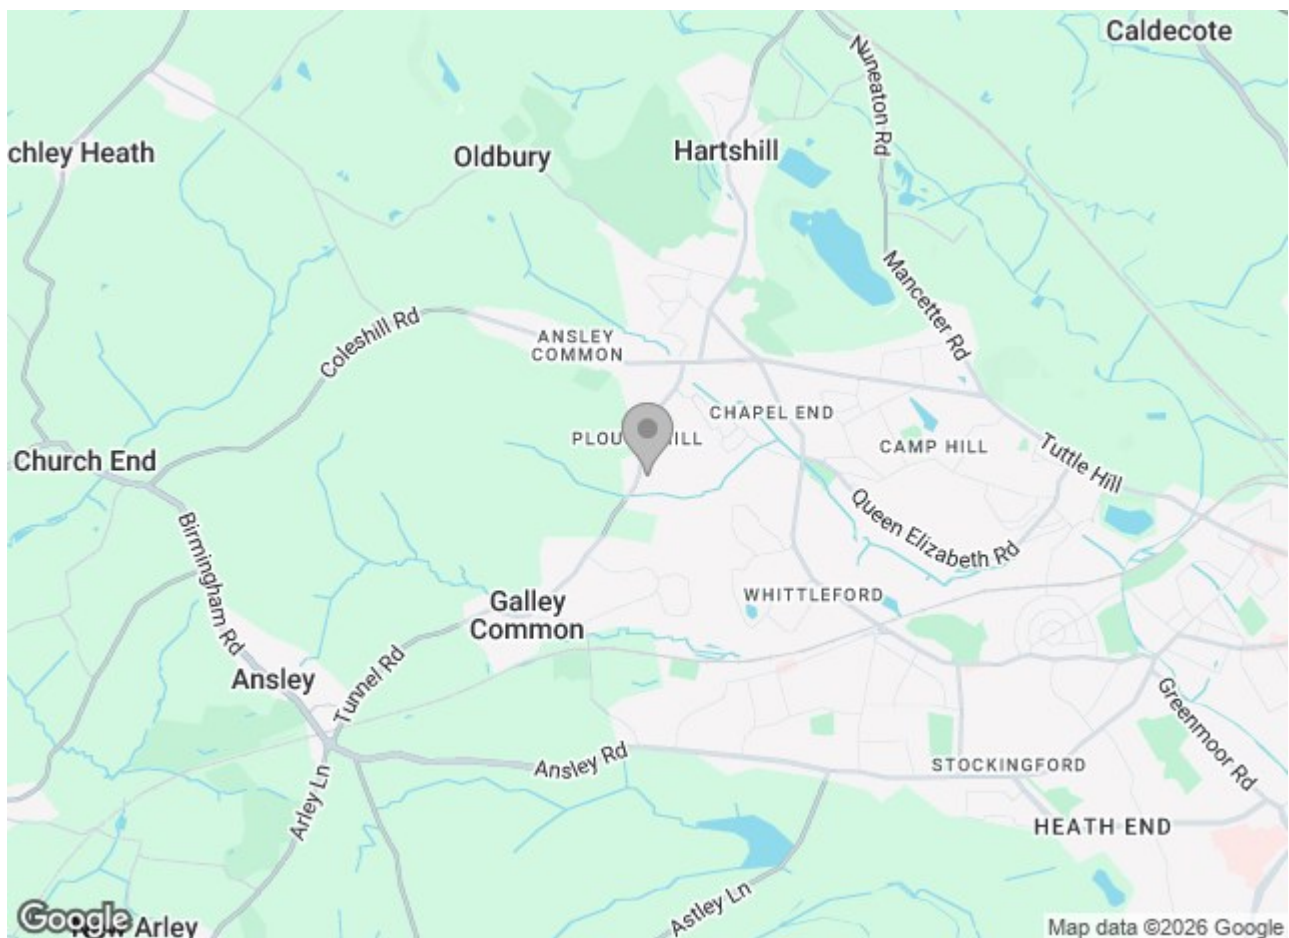 Caldecote
Nuneaton Rd
chley Heath
Oldbury
Hartshill
Mancetter Rd
Coleshill Rd
ANSLEY
COMMON
CHAPEL END
PLOU HILL
CAMP HILL
Tuttle Hill
Church End
Queen Elizabeth Rd
Birmingham Rd
WHITTLEFORD
Galley
Common
Ansley
Tunnel Rd
Greenmoor Rd
Ansley Rd
STOCKINGFORD
Arley Ln
HEATH END
Astley Ln
Google
Arley
Map data ©2026 Google